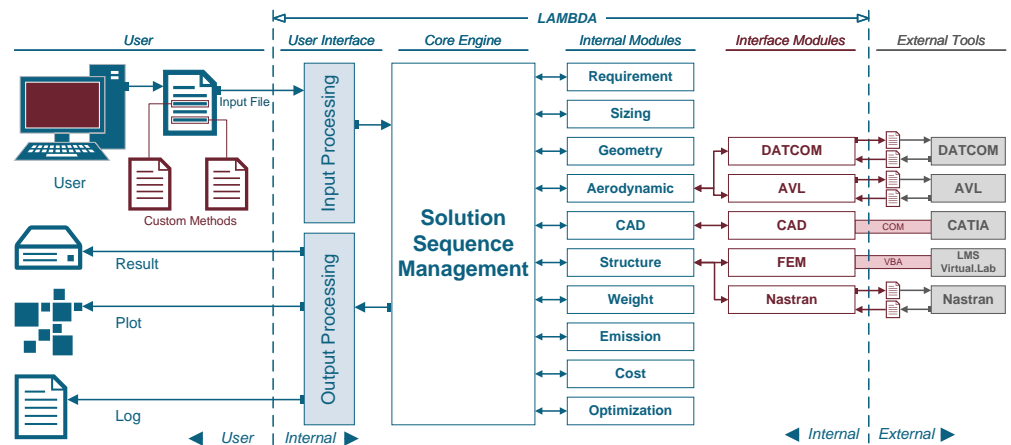 LAMBDA
User
User Interface
Core Engine
Internal Modules
Interface Modules
External Tools
Input File
User
Custom Methods
Result
Plot
Log
Input Processing
Output Processing
Solution
Sequence
Management
Requirement
Sizing
Geometry
Aerodynamic
CAD
Structure
Weight
Emission
Cost
Optimization
DATCOM
AVL
CAD
FEM
Nastran
COM
VBA
DATCOM
AVL
CATIA
LMS
Virtual.Lab
Nastran
User
Internal
Internal
External